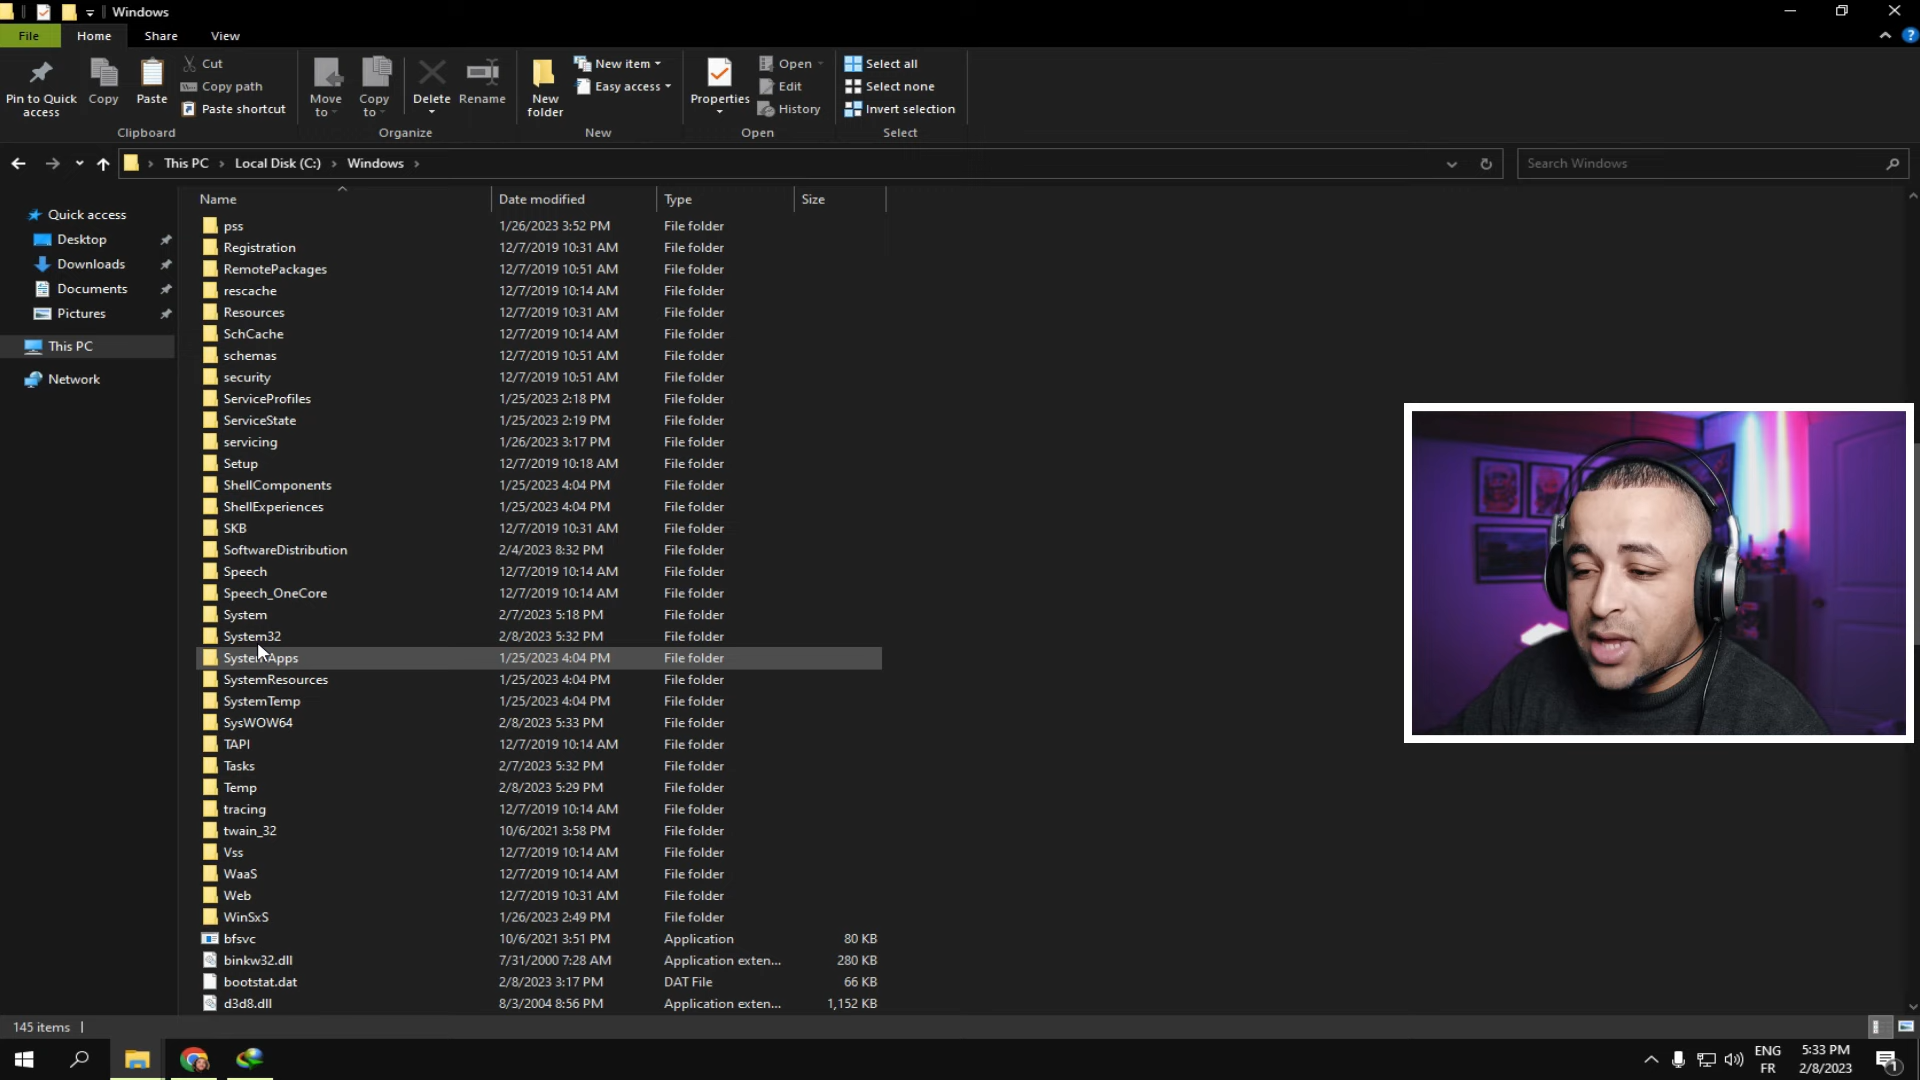 Windows
File Home Share View
Pin to Quick access
Copy
Paste
Cut
Copy path
Paste shortcut
Clipboard
Move to
Copy to
Delete
Rename
Organize
New folder
New item
Easy access
New
Properties
Open
Edit
History
Open
Select all
Select none
Invert selection
Select
This PC Local Disk (C:) Windows
Search Windows
Quick access
Desktop
Downloads
Documents
Pictures
This PC
Network
Name Date modified Type Size
pss 1/26/2023 3:52 PM File folder
Registration 12/7/2019 10:31 AM File folder
RemotePackages 12/7/2019 10:51 AM File folder
rescache 12/7/2019 10:14 AM File folder
Resources 12/7/2019 10:31 AM File folder
SchCache 12/7/2019 10:14 AM File folder
schemas 12/7/2019 10:51 AM File folder
security 12/7/2019 10:51 AM File folder
ServiceProfiles 1/25/2023 2:18 PM File folder
ServiceState 1/25/2023 2:19 PM File folder
servicing 1/26/2023 3:17 PM File folder
Setup 12/7/2019 10:18 AM File folder
ShellComponents 1/25/2023 4:04 PM File folder
ShellExperiences 1/25/2023 4:04 PM File folder
SKB 12/7/2019 10:31 AM File folder
SoftwareDistribution 2/4/2023 8:32 PM File folder
Speech 12/7/2019 10:14 AM File folder
Speech_OneCore 12/7/2019 10:14 AM File folder
System 2/7/2023 5:18 PM File folder
System32 2/8/2023 5:32 PM File folder
SystemApps 1/25/2023 4:04 PM File folder
SystemResources 1/25/2023 4:04 PM File folder
SystemTemp 1/25/2023 4:04 PM File folder
SysWOW64 2/8/2023 5:33 PM File folder
TAPI 12/7/2019 10:14 AM File folder
Tasks 2/7/2023 5:32 PM File folder
Temp 2/8/2023 5:29 PM File folder
tracing 12/7/2019 10:14 AM File folder
twain_32 10/6/2021 3:58 PM File folder
Vss 12/7/2019 10:14 AM File folder
WaaS 12/7/2019 10:14 AM File folder
Web 12/7/2019 10:31 AM File folder
WinSxS 1/26/2023 2:49 PM File folder
bfsvc 10/6/2021 3:51 PM Application 80 KB
binkw32.dll 7/31/2000 7:28 AM Application exten... 280 KB
bootstat.dat 2/8/2023 3:17 PM DAT File 66 KB
d3d8.dll 8/3/2004 8:56 PM Application exten... 1,152 KB
145 items
ENG
FR
5:33 PM
2/8/2023
1